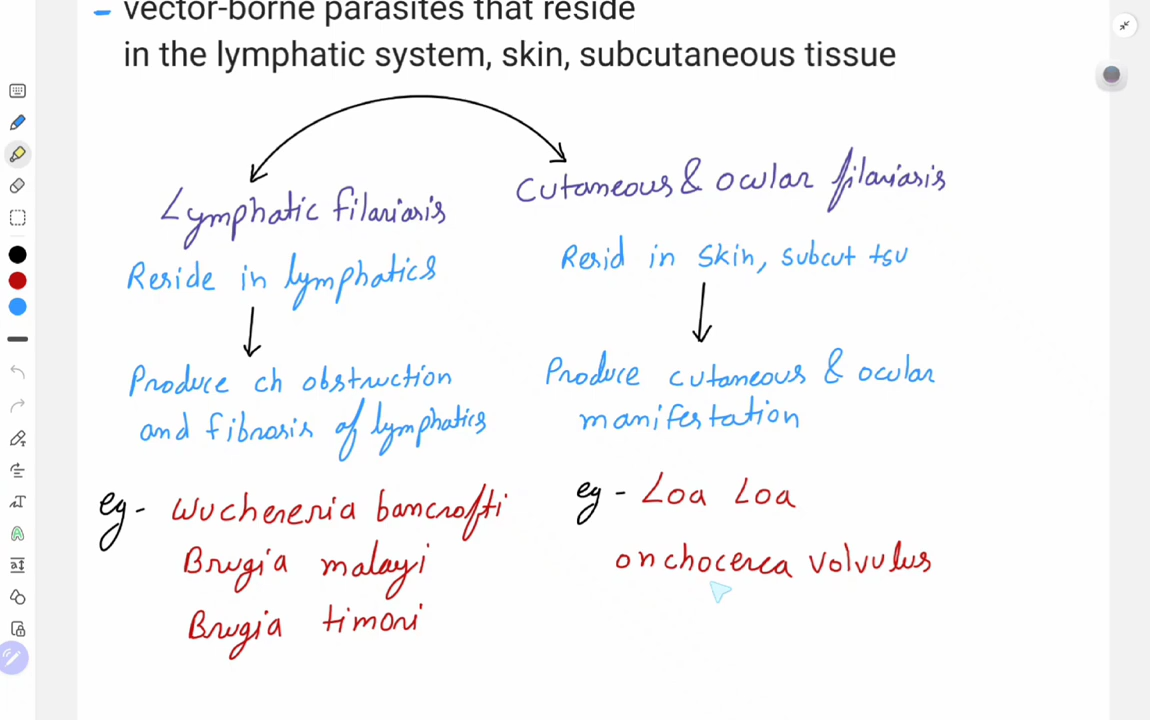 - vector-borne parasites that reside
in the lymphatic system, skin, subcutaneous tissue
Lymphatic filariasis
Reside in lymphatics
Produce ch obstruction
and fibrosis of lymphatics
eg- Wuchereria bancrofti
Brugia malayi
Brugia timori
Cutaneous & ocular filariasis
Resid in skin, subcut tsu
Produce cutaneous & ocular
manifestation
eg - Loa Loa
onchocerca volvulus